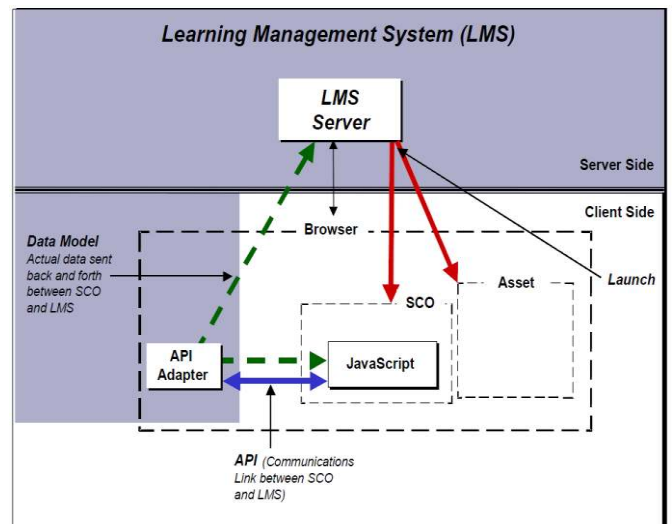 Learning Management System (LMS)
LMS
Server
Server Side
Client Side
Browser
Data Model
Actual data sent
back and forth
between SCO
and LMS
Launch
Asset
SCO
API
Adapter
JavaScript
API (Communications
Link between SCO
and LMS)